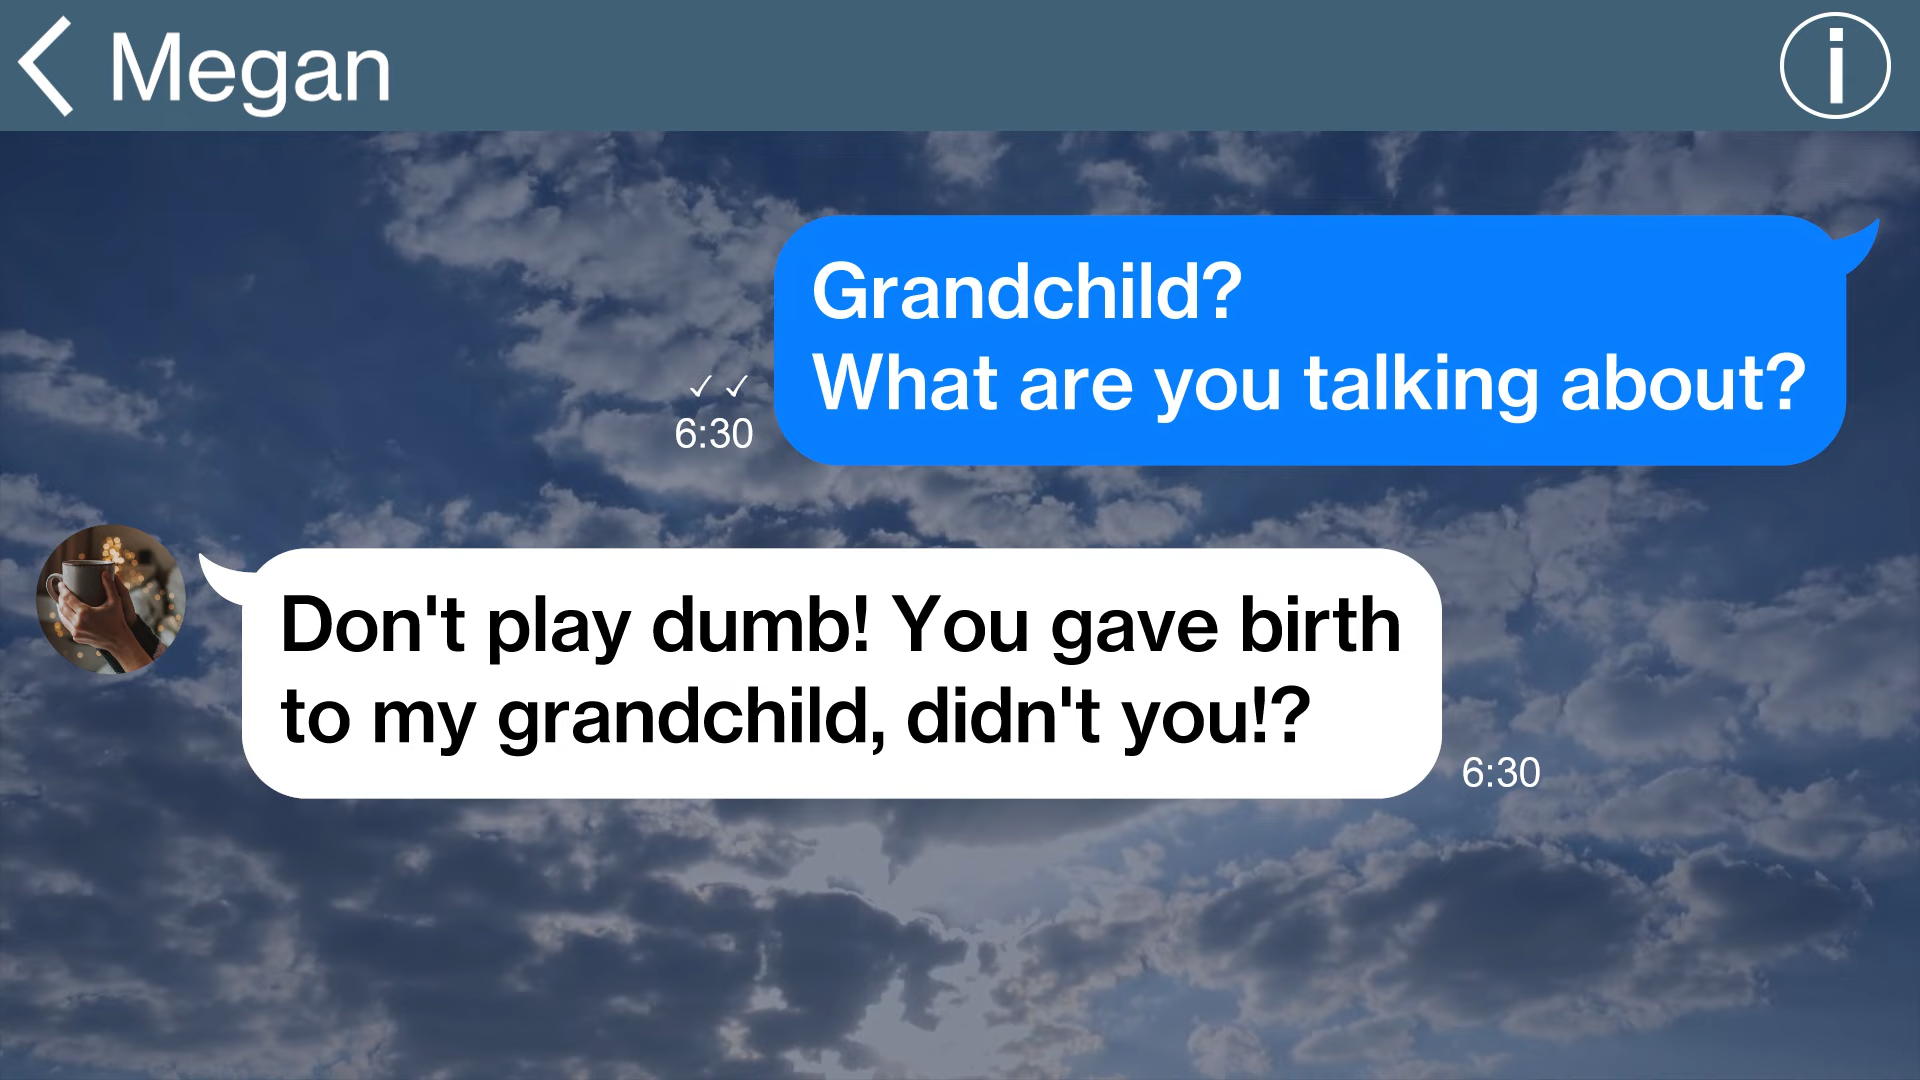 Megan
Grandchild?
What are you talking about?
✓ ✓
6:30
Don't play dumb! You gave birth
to my grandchild, didn't you!?
6:30